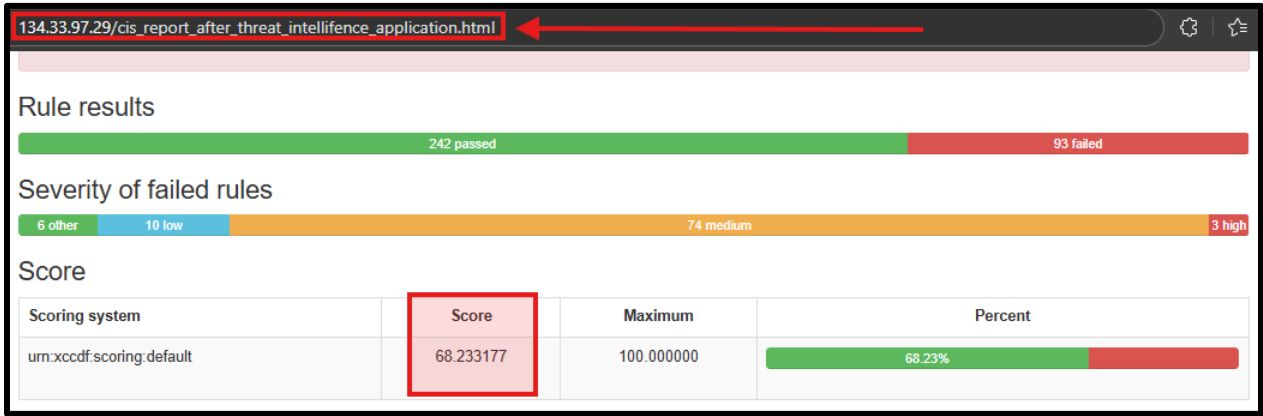 134.33.97.29/cis_report_after_threat_intellifence_application.html
Rule results
242 passed 93 failed
Severity of failed rules
6 other 10 low 74 medium 3 high
Score
Scoring system Score Maximum Percent
urn:xccdf:scoring:default 68.233177 100.000000 68.23%